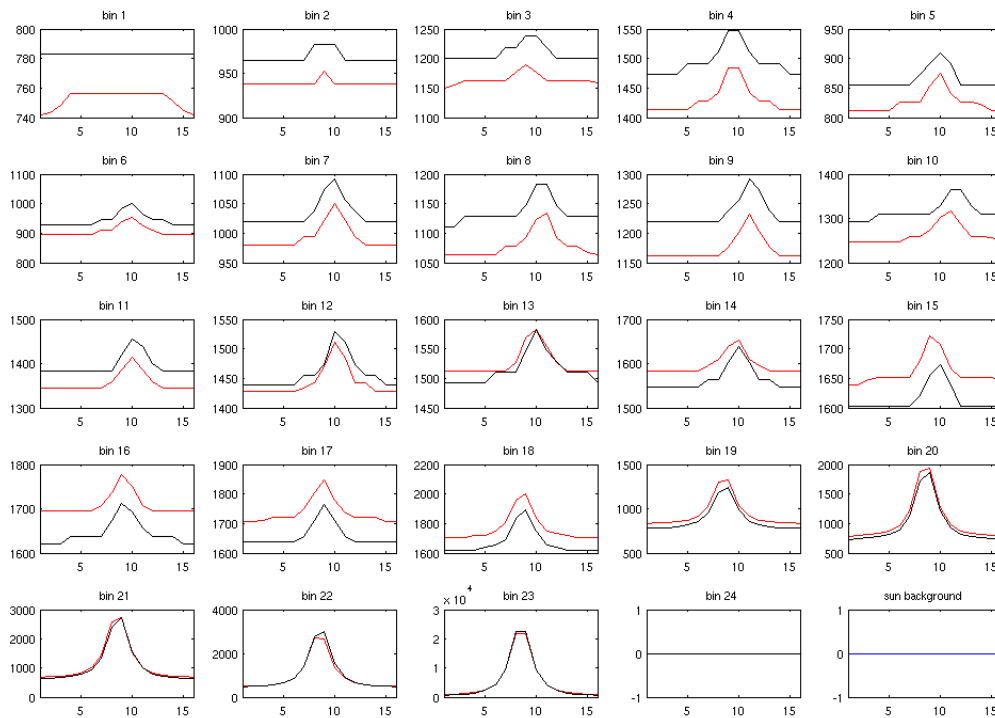 bin 1 bin 2 bin 3 bin 4 bin 5
800 1000 1250 1550 950
780 950 1200 1500 900
760 1150 1450 850
740 900 1100 1400 800
5 10 15 5 10 15 5 10 15 5 10 15 5 10 15
bin 6 bin 7 bin 8 bin 9 bin 10
1100 1100 1200 1300 1400
1000 1050 1150 1250
900 1000 1100 1200 1300
800 950 1050 1150 1200
5 10 15 5 10 15 5 10 15 5 10 15 5 10 15
bin 11 bin 12 bin 13 bin 14 bin 15
1500 1550 1600 1700 1750
1400 1500 1550 1600 1700
1450 1500 1650
1300 1400 1450 1500 1600
5 10 15 5 10 15 5 10 15 5 10 15 5 10 15
bin 16 bin 17 bin 18 bin 19 bin 20
1800 1900 2200 1500 2000
1700 1800 2000 1000 1500
1700 1800 1000
1600 1600 1600 500 500
5 10 15 5 10 15 5 10 15 5 10 15 5 10 15
bin 21 bin 22 bin 23 bin 24 sun background
x 10 4
3000 4000 3 1 1
2000 2 0 0
1000 2000 1
0 0 0 -1 -1
5 10 15 5 10 15 5 10 15 5 10 15 5 10 15